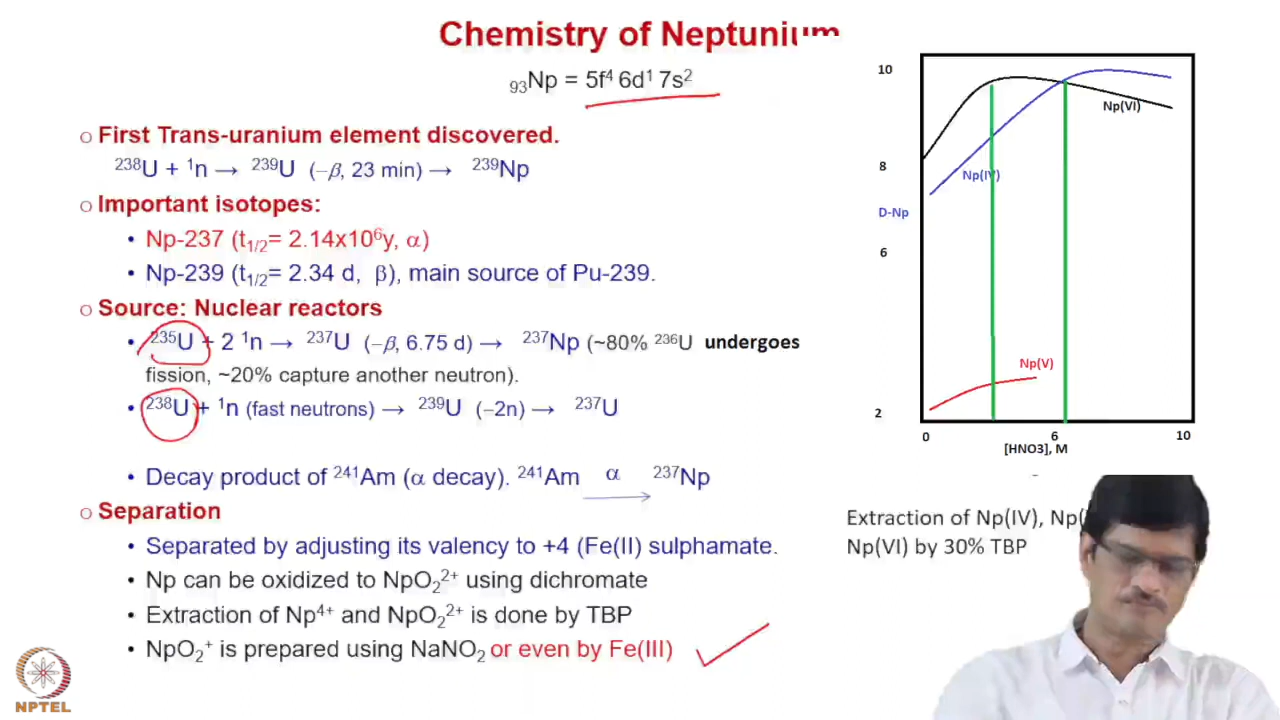 Chemistry of Neptunium
₉₃Np = 5f⁴ 6d¹ 7s²
o First Trans-uranium element discovered.
²³⁸U + ¹n → ²³⁹U (−β, 23 min) → ²³⁹Np
o Important isotopes:
• Np-237 (t₁/₂= 2.14x10⁶y, α)
• Np-239 (t₁/₂= 2.34 d, β), main source of Pu-239.
o Source: Nuclear reactors
• ²³⁵U + 2 ¹n → ²³⁷U (−β, 6.75 d) → ²³⁷Np (~80% ²³⁶U undergoes
fission, ~20% capture another neutron).
• ²³⁸U + ¹n (fast neutrons) → ²³⁹U (−2n) → ²³⁷U
• Decay product of ²⁴¹Am (α decay). ²⁴¹Am α → ²³⁷Np
o Separation
• Separated by adjusting its valency to +4 (Fe(II) sulphamate.
• Np can be oxidized to NpO₂²⁺ using dichromate
• Extraction of Np⁴⁺ and NpO₂²⁺ is done by TBP
• NpO₂⁺ is prepared using NaNO₂ or even by Fe(III)
NPTEL
10
Np(VI)
8
Np(IV)
D-Np
6
Np(V)
2
0 6 10
[HNO3], M
Extraction of Np(IV), Np(
Np(VI) by 30% TBP